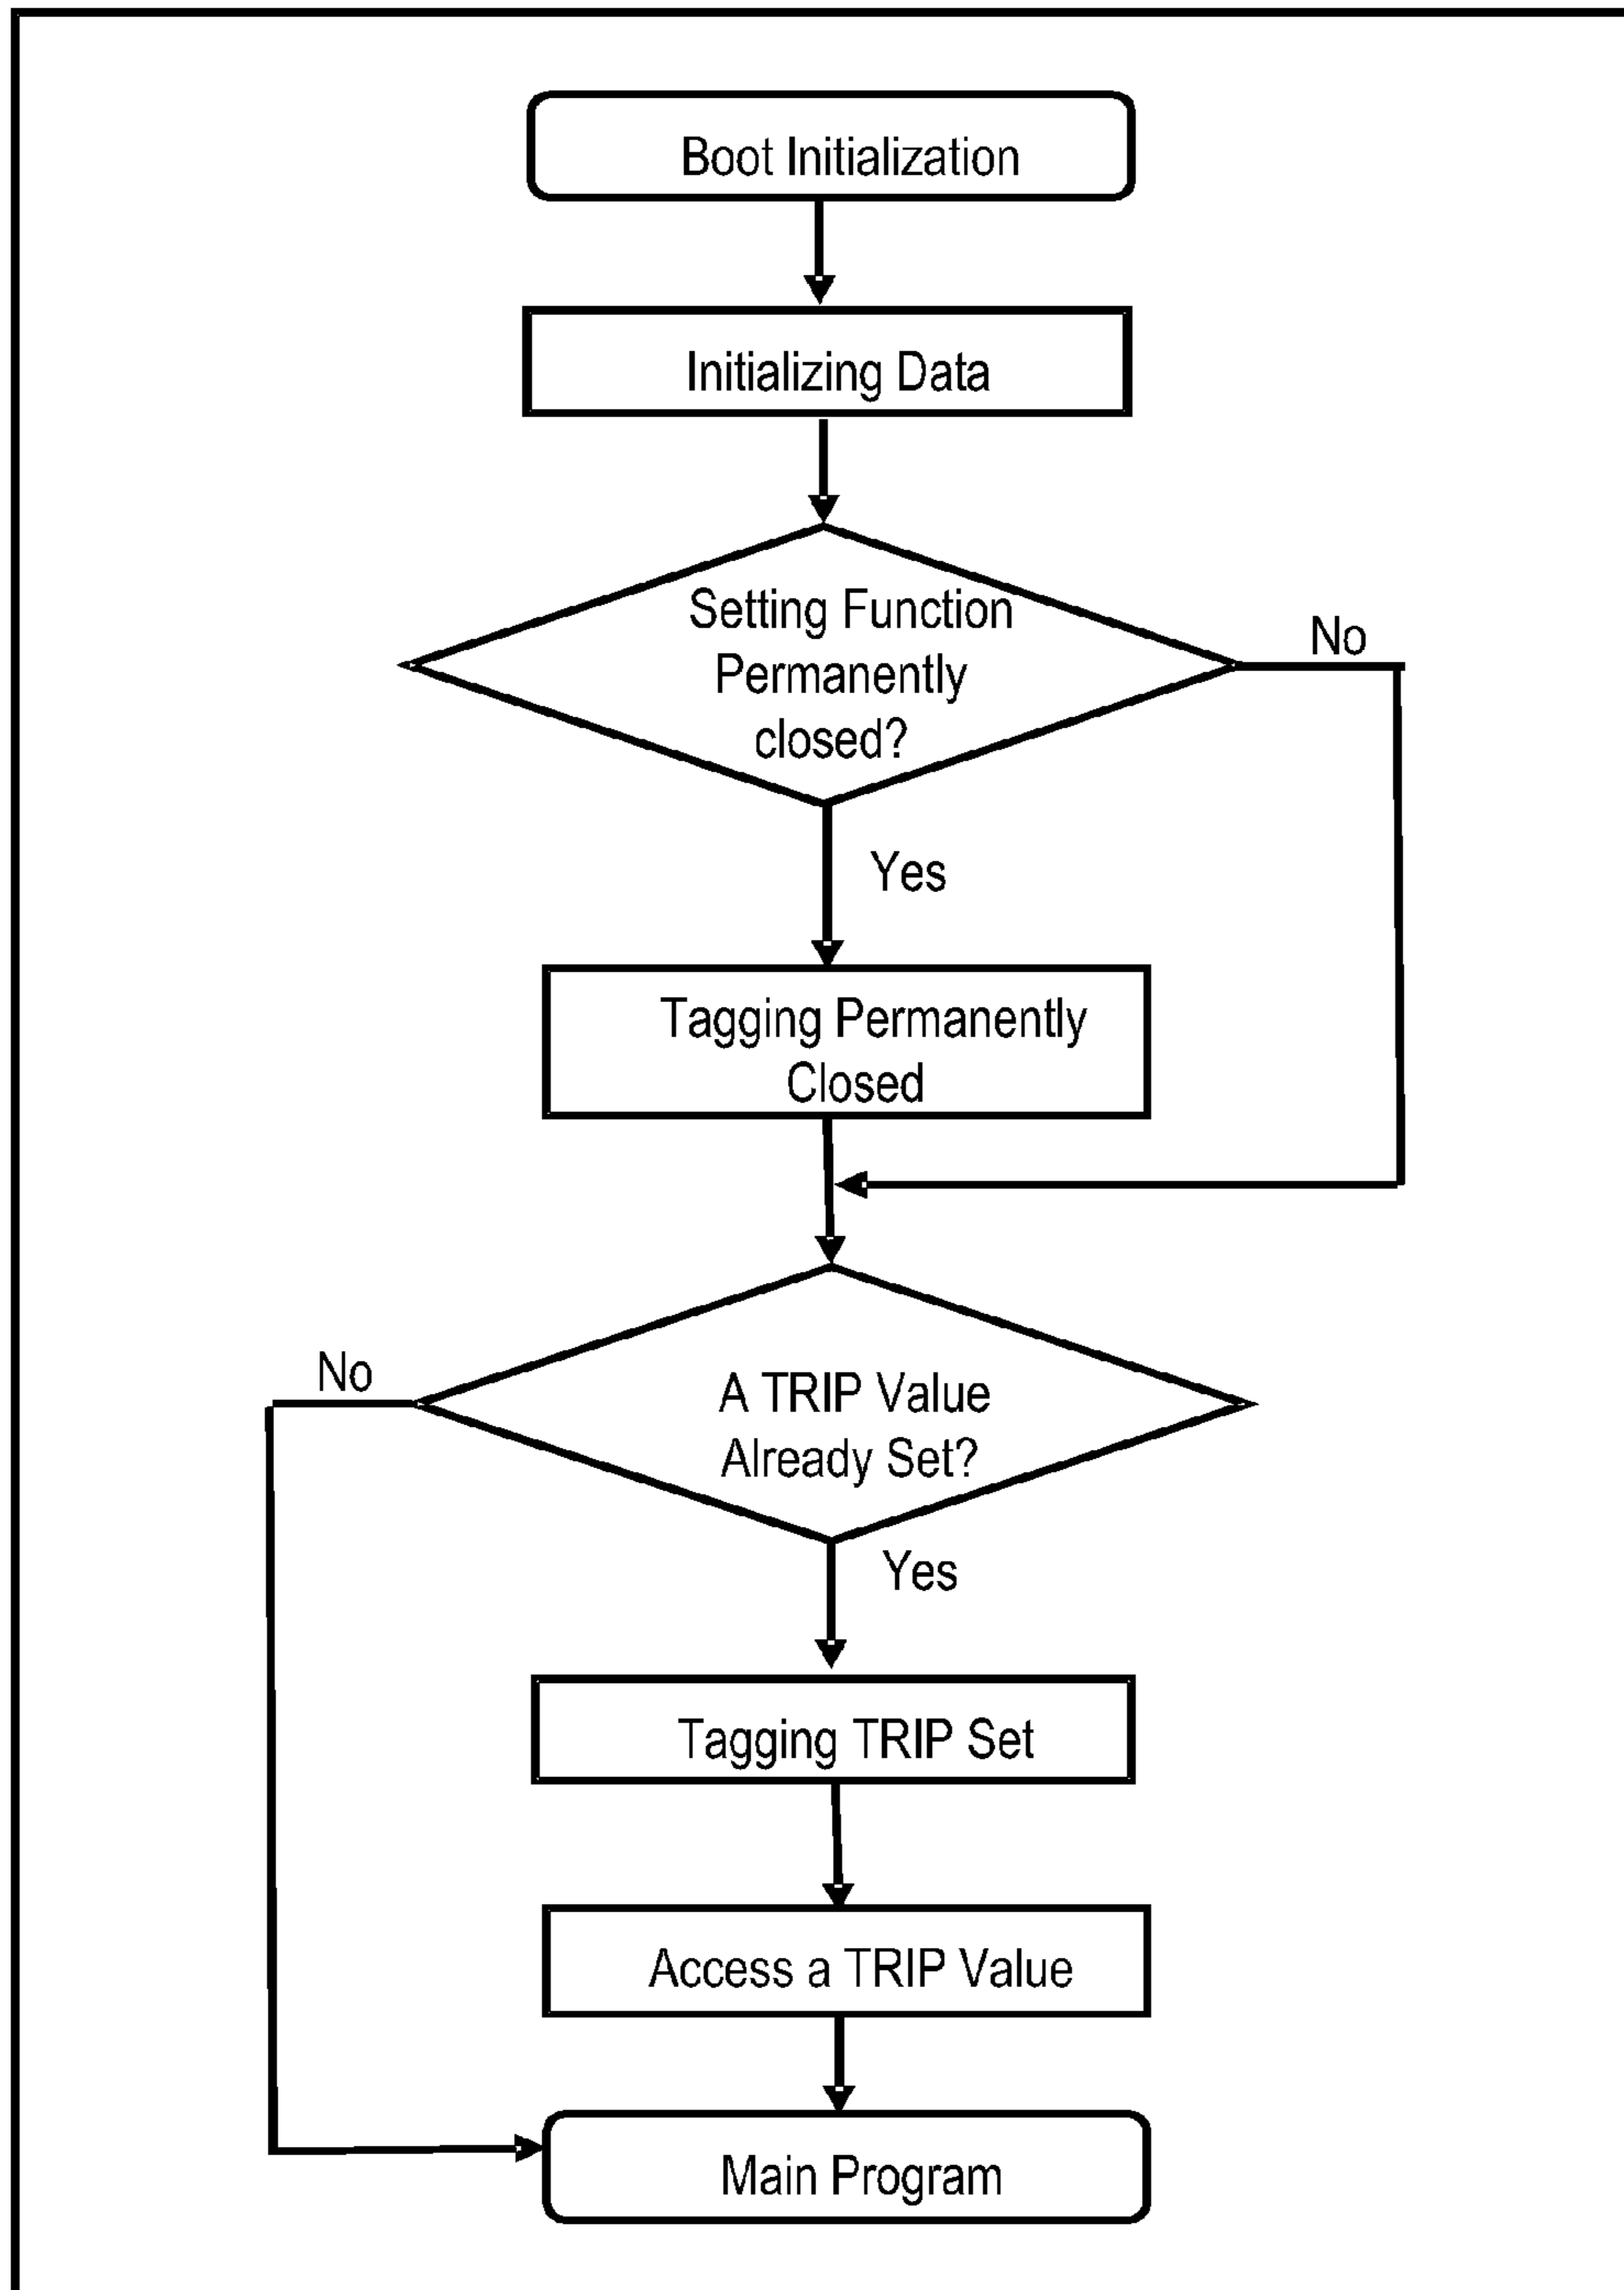 Boot Initialization
Initializing Data
Setting Function
Permanently
closed?
No
Yes
Tagging Permanently
Closed
No
A TRIP Value
Already Set?
Yes
Tagging TRIP Set
Access a TRIP Value
Main Program